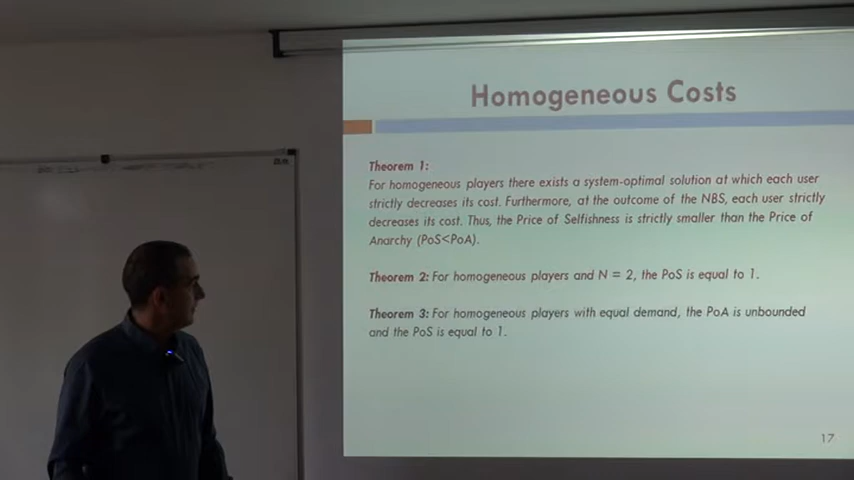 Homogeneous Costs
Theorem 1:
For homogeneous players there exists a system-optimal solution at which each user
strictly decreases its cost. Furthermore, at the outcome of the NBS, each user strictly
decreases its cost. Thus, the Price of Selfishness is strictly smaller than the Price of
Anarchy (PoS<PoA).
Theorem 2: For homogeneous players and N = 2, the PoS is equal to 1.
Theorem 3: For homogeneous players with equal demand, the PoA is unbounded
and the PoS is equal to 1.
17